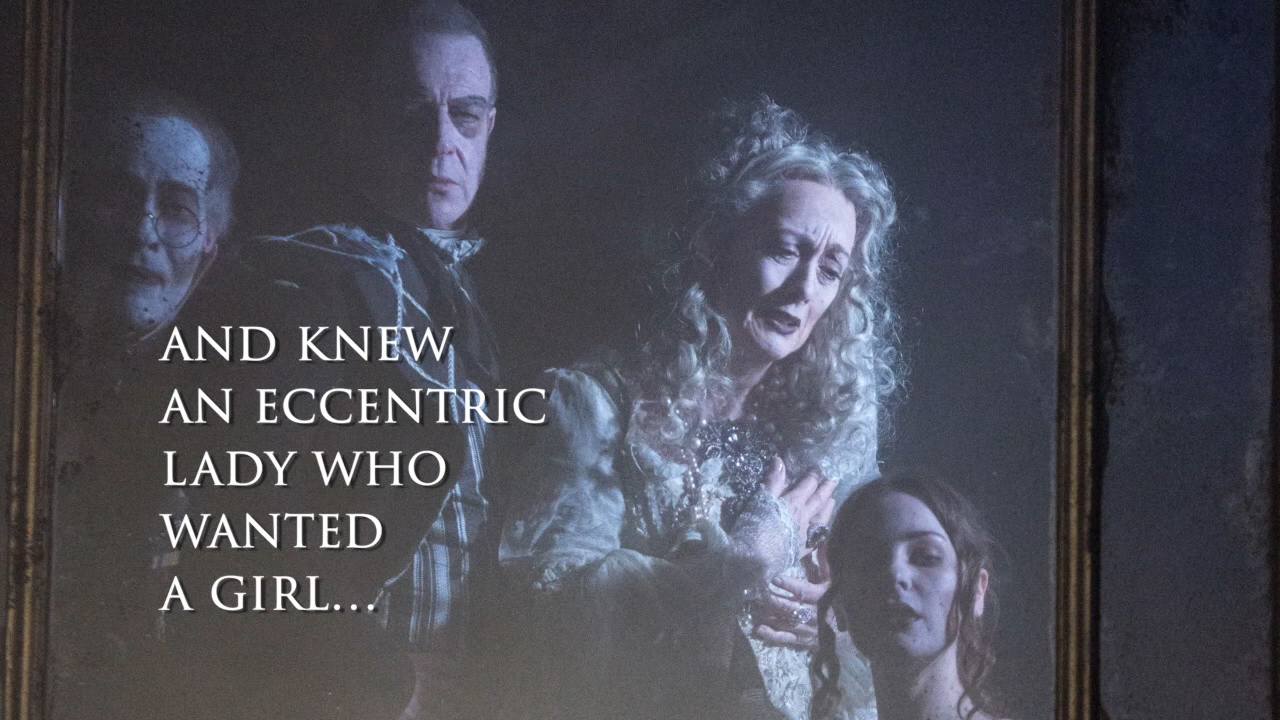 AND KNEW
AN ECCENTRIC
LADY WHO
WANTED
A GIRL...